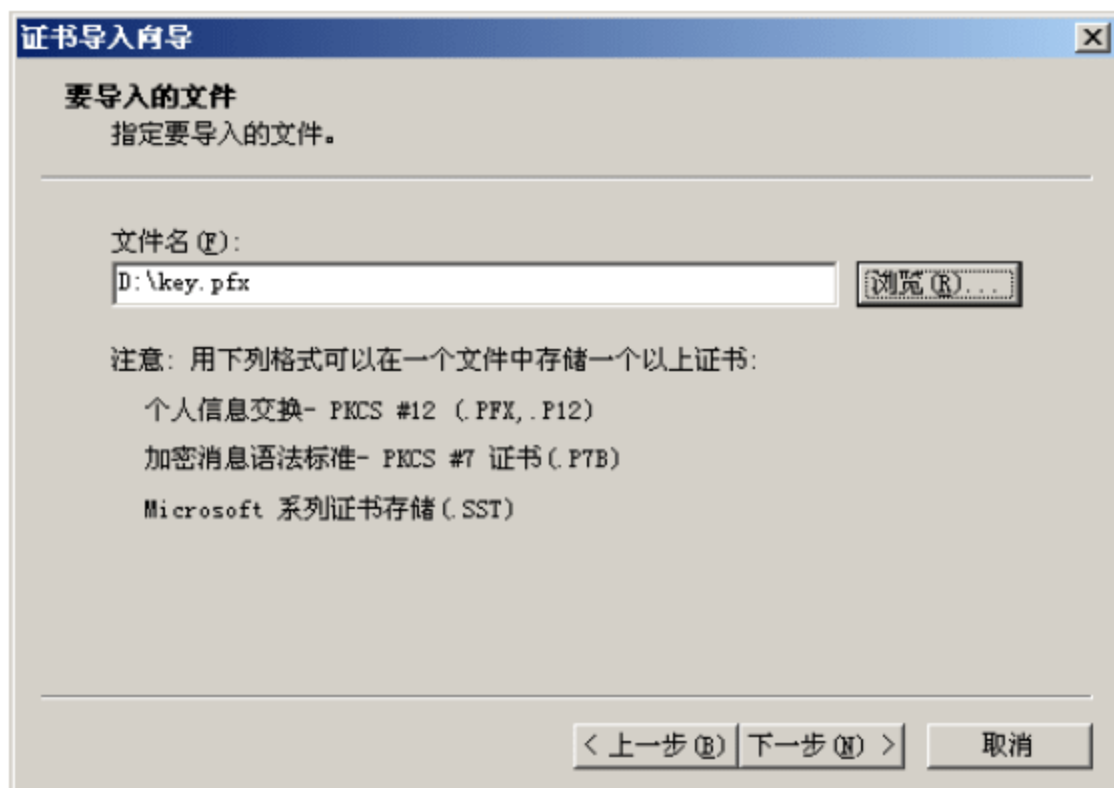 证书导入向导
要导入的文件
指定要导入的文件。
文件名(F):
D:\key.pfx
浏览(R)...
注意: 用下列格式可以在一个文件中存储一个以上证书:
个人信息交换- PKCS #12 (.PFX,.P12)
加密消息语法标准- PKCS #7 证书(.P7B)
Microsoft 系列证书存储(.SST)
< 上一步(B) 下一步(N) > 取消